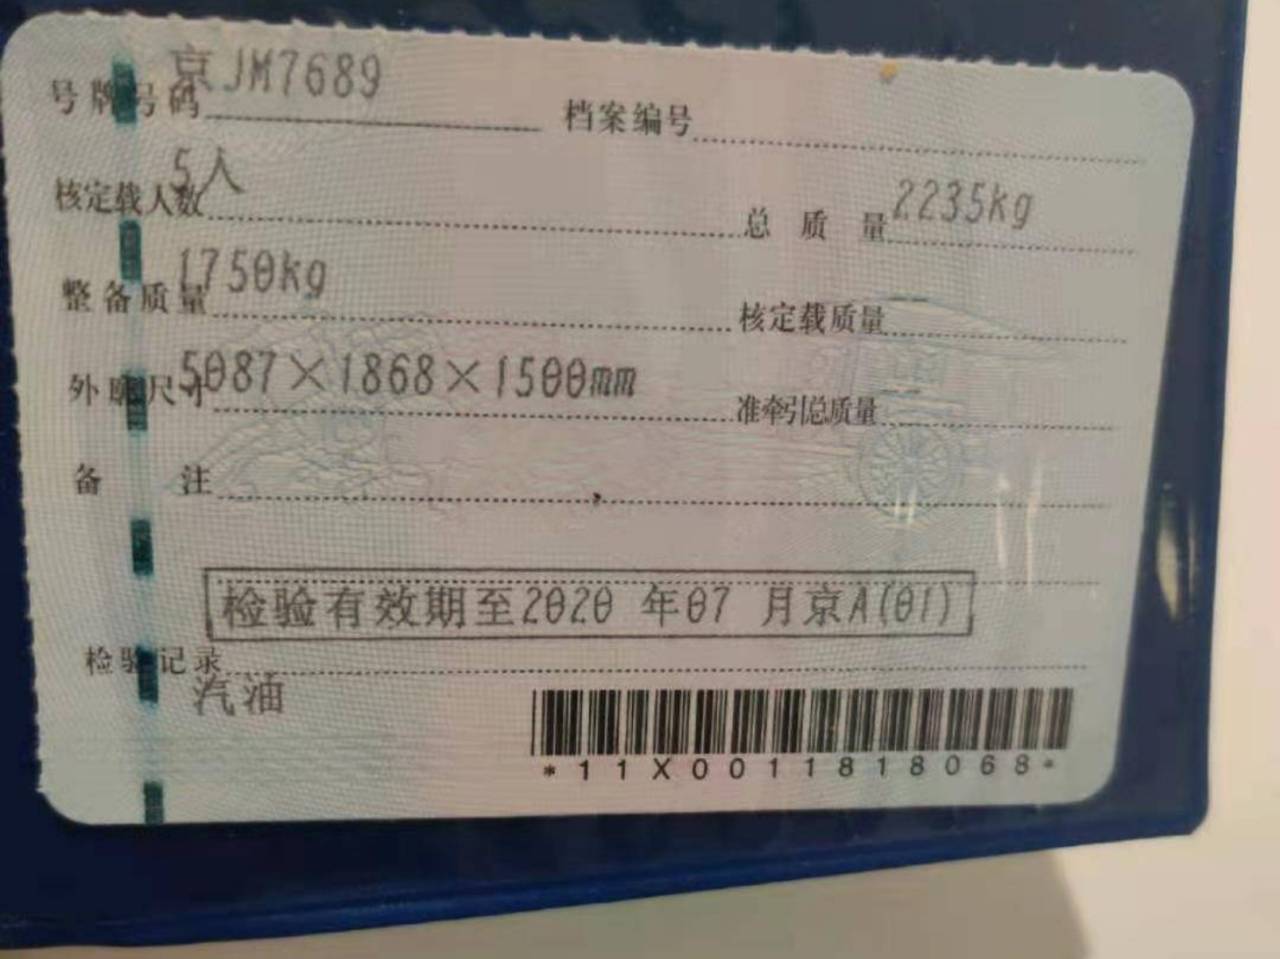 号牌号码 京JM7689 档案编号
核定载人数 5人 总质量 2235kg
整备质量 1750kg 核定载质量
外廓尺寸 5087×1868×1500mm 准牵引总质量
备注
检验有效期至2020年07月京A(01)
检验记录
汽油
*11X0011818068*